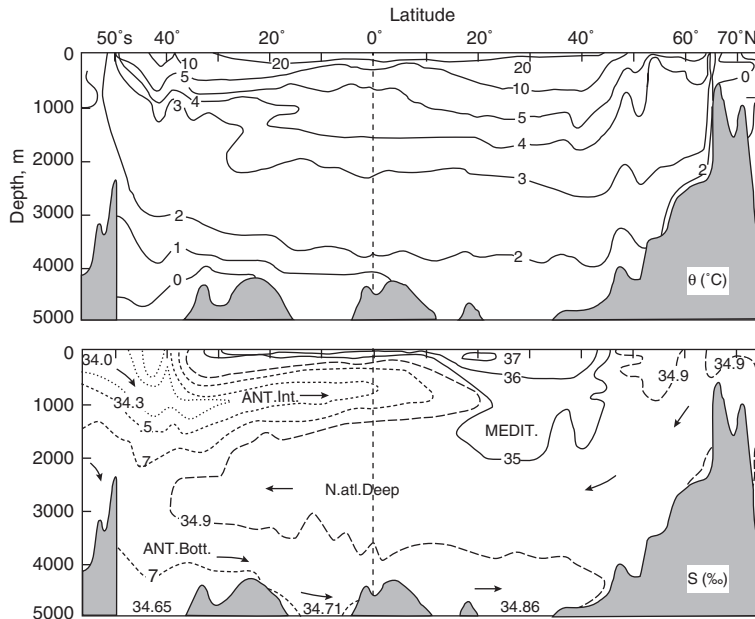 Latitude
50°s 40° 20° 0° 20° 40° 60° 70°N
Depth, m
0
1000
2000
3000
4000
5000
10 20 20
5 10 0
4
3 5
4
3
2
2
1 2
0
θ (˚C)
0
1000
2000
3000
4000
5000
34.0 37 34.9
36 34.9
34.3 ANT.Int.
5 MEDIT.
7 35
N.atl.Deep
34.9
ANT.Bott.
7
34.65 34.71 34.86 S (‰)